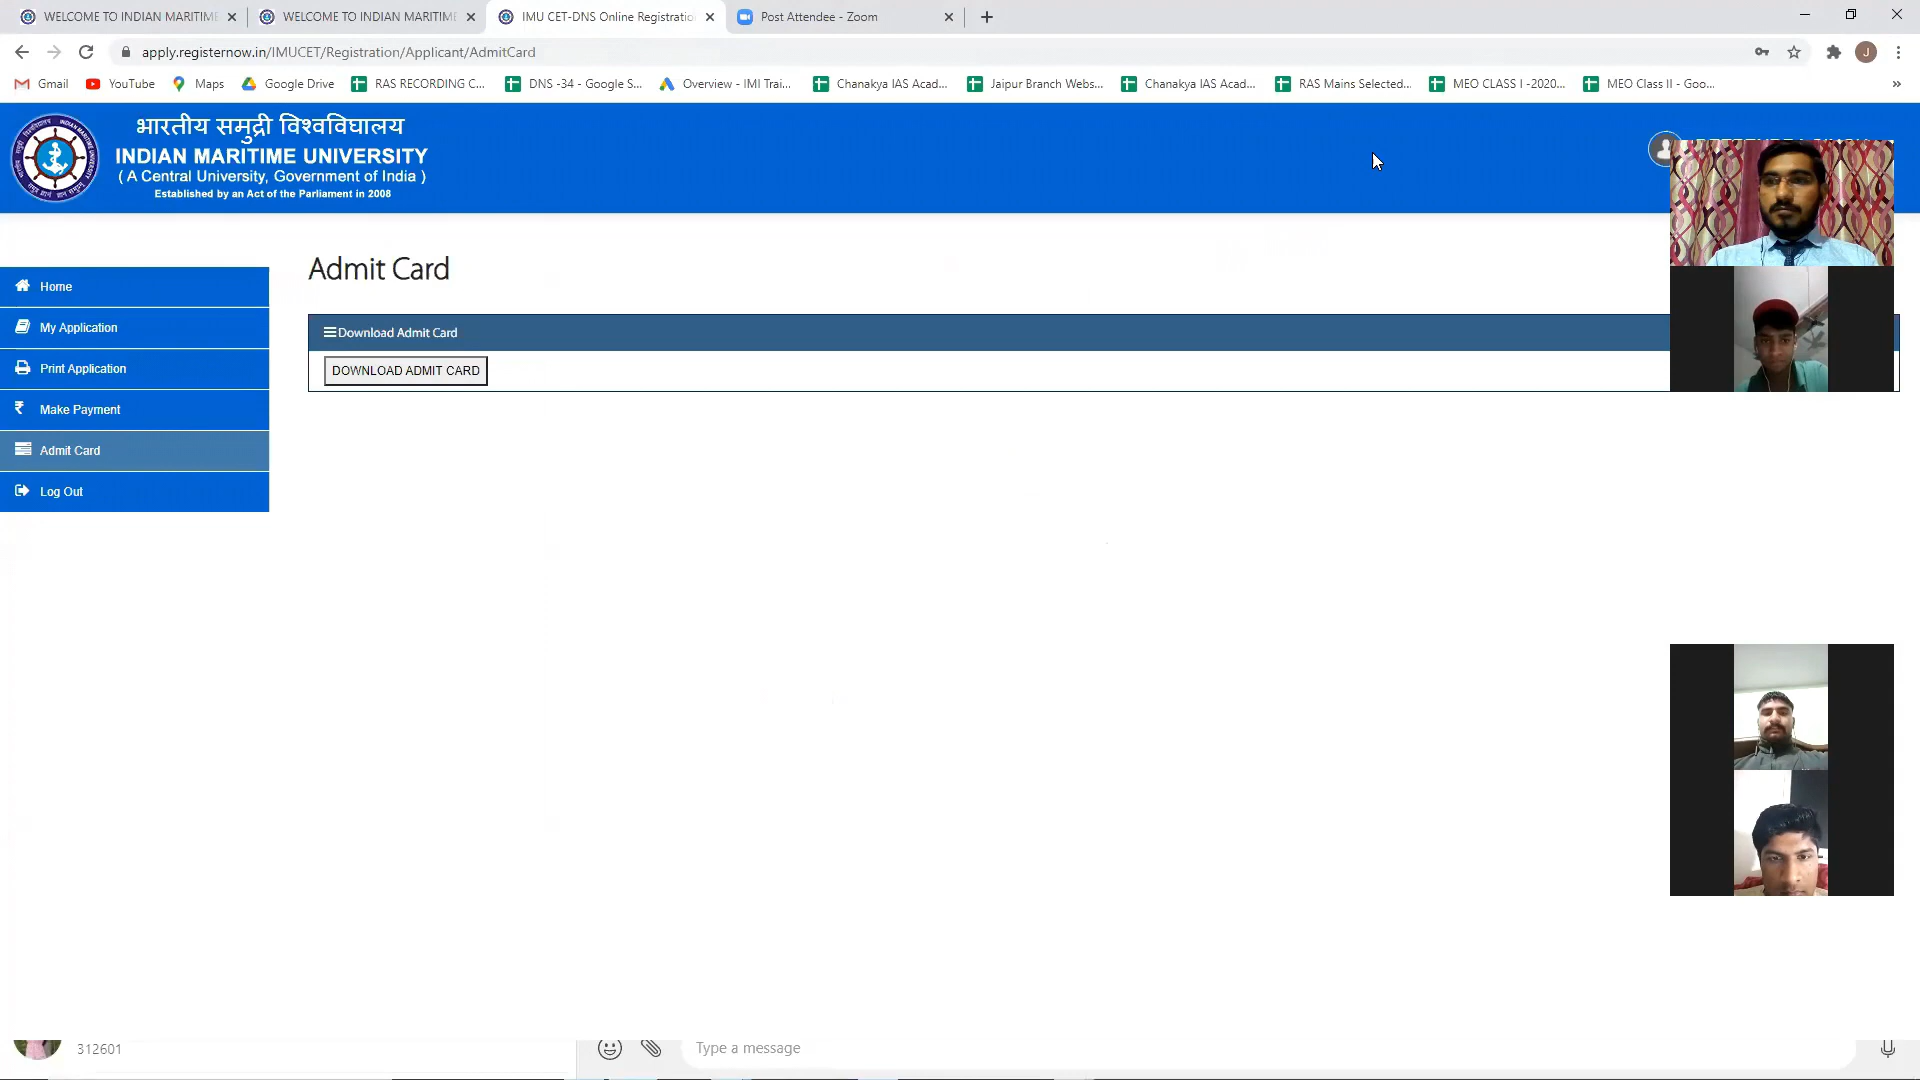 WELCOME TO INDIAN MARITIME
WELCOME TO INDIAN MARITIME
IMU CET-DNS Online Registratio
Post Attendee - Zoom
apply.registernow.in/IMUCET/Registration/Applicant/AdmitCard
J
Gmail
YouTube
Maps
Google Drive
RAS RECORDING C...
DNS -34 - Google S...
Overview - IMI Trai...
Chanakya IAS Acad...
Jaipur Branch Webs...
Chanakya IAS Acad...
RAS Mains Selected...
MEO CLASS I -2020...
MEO Class II - Goo...
भारतीय समुद्री विश्वविघालय
INDIAN MARITIME UNIVERSITY
( A Central University, Government of India )
Established by an Act of the Parliament in 2008
Admit Card
Home
My Application
Print Application
Make Payment
Admit Card
Log Out
Download Admit Card
DOWNLOAD ADMIT CARD
312601
Type a message